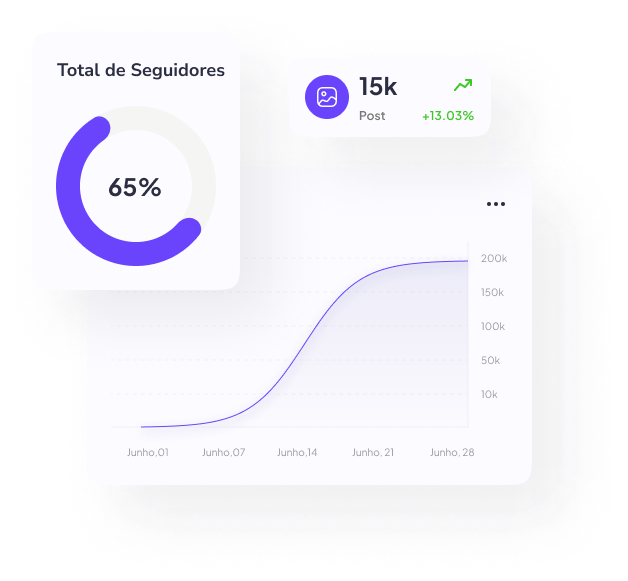 Total de Seguidores
65%
15k
Post
+13.03%
200k
150k
100k
50k
10k
Junho,01
Junho,07
Junho,14
Junho, 21
Junho, 28